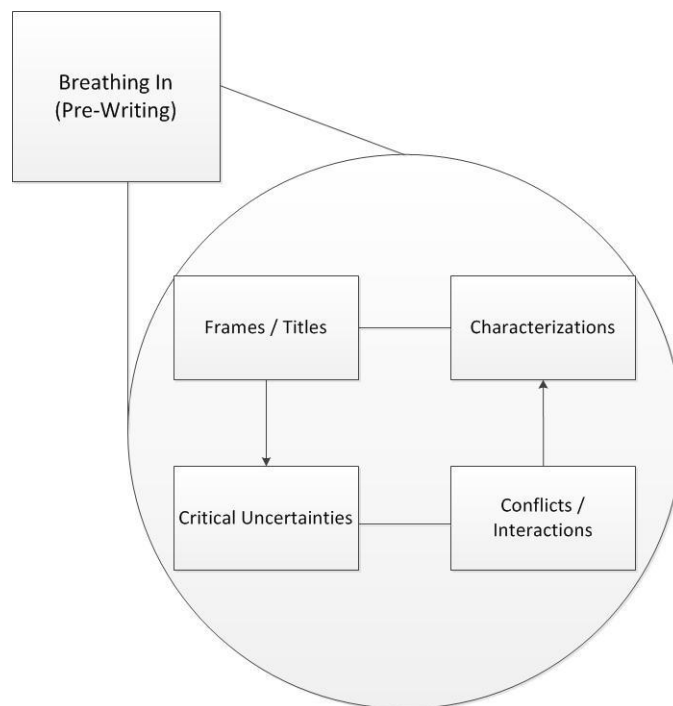 Breathing In
(Pre-Writing)
Frames / Titles
Characterizations
Critical Uncertainties
Conflicts /
Interactions